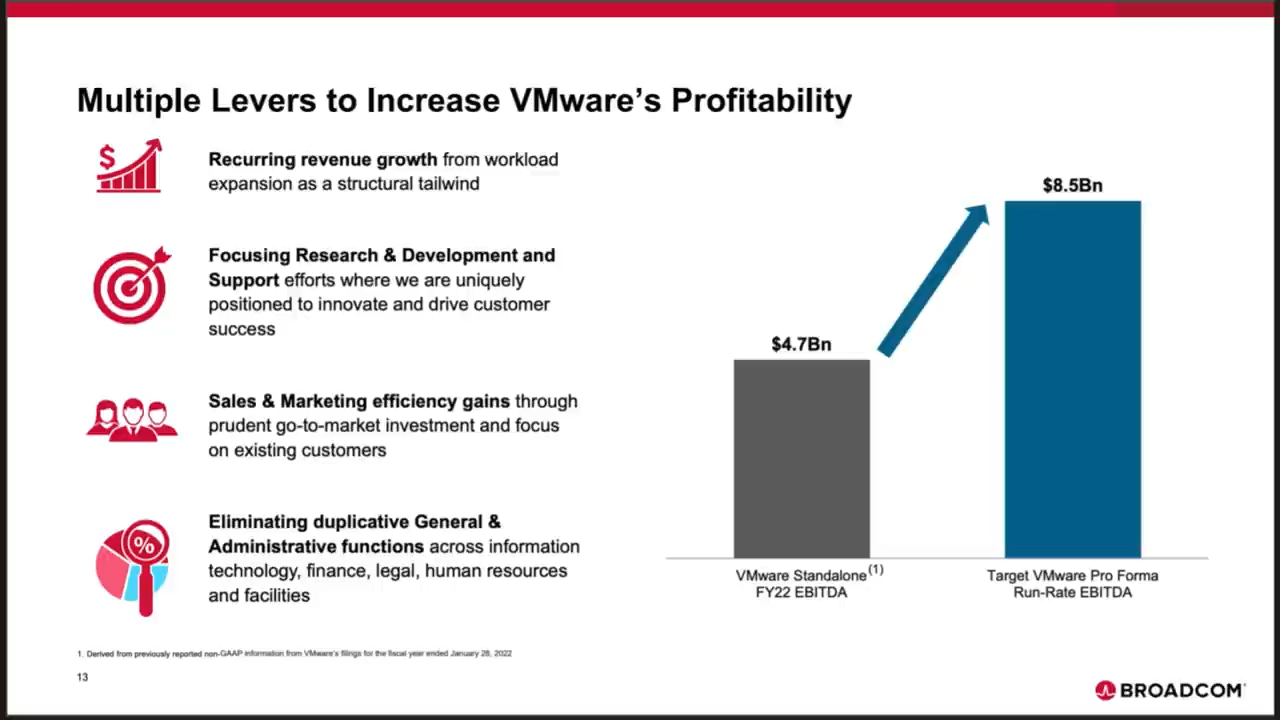 Multiple Levers to Increase VMware's Profitability
$
Recurring revenue growth from workload
expansion as a structural tailwind
Focusing Research & Development and
Support efforts where we are uniquely
positioned to innovate and drive customer
success
Sales & Marketing efficiency gains through
prudent go-to-market investment and focus
on existing customers
%
Eliminating duplicative General &
Administrative functions across information
technology, finance, legal, human resources
and facilities
$4.7Bn
$8.5Bn
VMware Standalone(1)
FY22 EBITDA
Target VMware Pro Forma
Run-Rate EBITDA
1. Derived from previously reported non-GAAP information from VMware's filings for the fiscal year ended January 28, 2022
13
BROADCOM